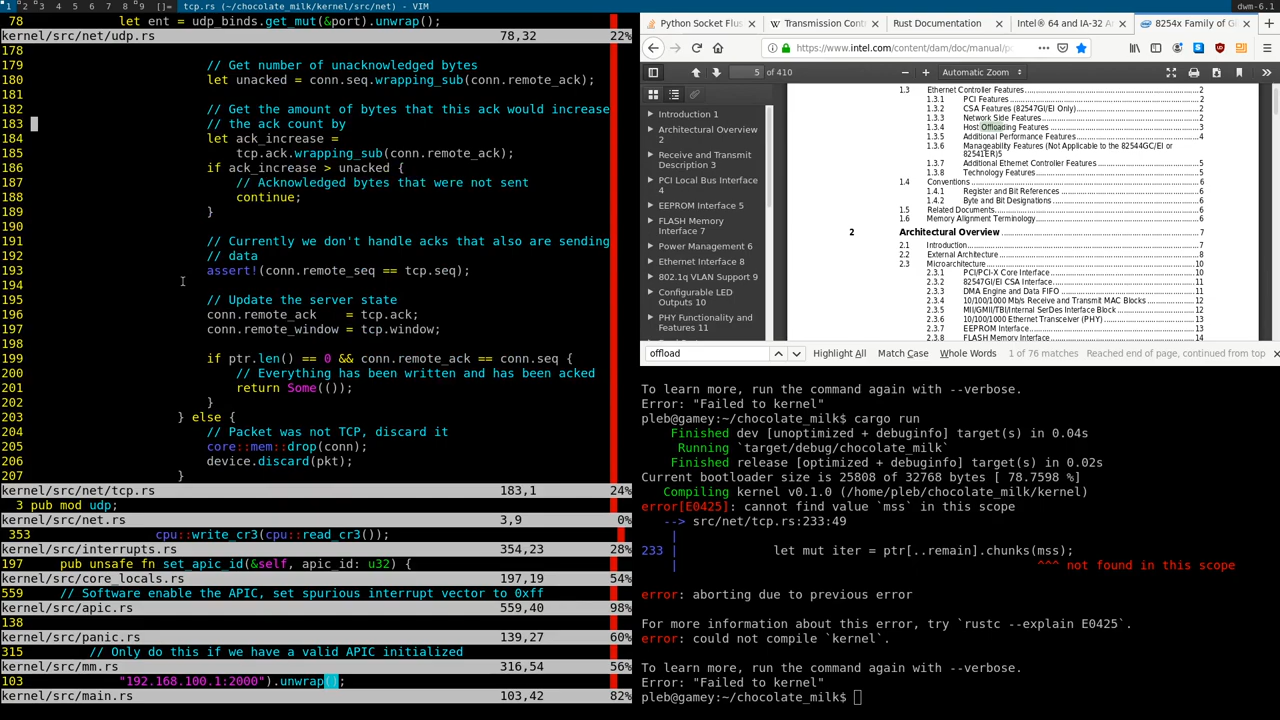 1 2 3 4 5 6 7 8 9 []= tcp.rs (~/chocolate_milk/kernel/src/net) - VIM
dwm-6.1
78 let ent = udp_binds.get_mut(&port).unwrap();
kernel/src/net/udp.rs 78,32 22%
178
179 // Get number of unacknowledged bytes
180 let unacked = conn.seq.wrapping_sub(conn.remote_ack);
181
182 // Get the amount of bytes that this ack would increase
183 // the ack count by
184 let ack_increase =
185 tcp.ack.wrapping_sub(conn.remote_ack);
186 if ack_increase > unacked {
187 // Acknowledged bytes that were not sent
188 continue;
189 }
190
191 // Currently we don't handle acks that also are sending
192 // data
193 assert!(conn.remote_seq == tcp.seq);
194
195 // Update the server state
196 conn.remote_ack = tcp.ack;
197 conn.remote_window = tcp.window;
198
199 if ptr.len() == 0 && conn.remote_ack == conn.seq {
200 // Everything has been written and has been acked
201 return Some(());
202 }
203 } else {
204 // Packet was not TCP, discard it
205 core::mem::drop(conn);
206 device.discard(pkt);
207 }
kernel/src/net/tcp.rs 183,1 24%
3 pub mod udp;
kernel/src/net.rs 3,9 0%
353 cpu::write_cr3(cpu::read_cr3());
kernel/src/interrupts.rs 354,23 28%
197 pub unsafe fn set_apic_id(&self, apic_id: u32) {
kernel/src/core_locals.rs 197,19 54%
559 // Software enable the APIC, set spurious interrupt vector to 0xff
kernel/src/apic.rs 559,40 98%
138
kernel/src/panic.rs 139,27 60%
315 // Only do this if we have a valid APIC initialized
kernel/src/mm.rs 316,54 56%
103 "192.168.100.1:2000").unwrap();
kernel/src/main.rs 103,42 82%
Python Socket Flus Transmission Contr Rust Documentation Intel® 64 and IA-32 Ar 8254x Family of Gi
https://www.intel.com/content/dam/doc/manual/p
5 of 410 Automatic Zoom
Introduction 1
Architectural Overview
2
Receive and Transmit
Description 3
PCI Local Bus Interface
4
EEPROM Interface 5
FLASH Memory
Interface 7
Power Management 6
Ethernet Interface 8
802.1q VLAN Support 9
Configurable LED
Outputs 10
PHY Functionality and
Features 11
1.3 Ethernet Controller Features 2
1.3.1 PCI Features 2
1.3.2 CSA Features (82547GI/EI Only) 2
1.3.3 Network Side Features 2
1.3.4 Host Offloading Features 3
1.3.5 Additional Performance Features 4
1.3.6 Manageability Features (Not Applicable to the 82544GC/EI or
82541ER) 5
1.3.7 Additional Ethernet Controller Features 5
1.3.8 Technology Features 5
1.4 Conventions 6
1.4.1 Register and Bit References 6
1.4.2 Byte and Bit Designations 6
1.5 Related Documents 6
1.6 Memory Alignment Terminology 6
2 Architectural Overview 7
2.1 Introduction 7
2.2 External Architecture 8
2.3 Microarchitecture 10
2.3.1 PCI/PCI-X Core Interface 10
2.3.2 82547GI/EI CSA Interface 11
2.3.3 DMA Engine and Data FIFO 11
2.3.4 10/100/1000 Mb/s Receive and Transmit MAC Blocks 12
2.3.5 MII/GMII/TBI/Internal SerDes Interface Block 12
2.3.6 10/100/1000 Ethernet Transceiver (PHY) 13
2.3.7 EEPROM Interface 13
2.3.8 FLASH Memory Interface 14
offload Highlight All Match Case Whole Words 1 of 76 matches Reached end of page, continued from top
To learn more, run the command again with --verbose.
Error: "Failed to kernel"
pleb@gamey:~/chocolate_milk$ cargo run
Finished dev [unoptimized + debuginfo] target(s) in 0.04s
Running `target/debug/chocolate_milk`
Finished release [optimized + debuginfo] target(s) in 0.02s
Current bootloader size is 25808 of 32768 bytes [ 78.7598 %]
Compiling kernel v0.1.0 (/home/pleb/chocolate_milk/kernel)
error[E0425]: cannot find value `mss` in this scope
--> src/net/tcp.rs:233:49
|
233 | let mut iter = ptr[..remain].chunks(mss);
| ^^^ not found in this scope
error: aborting due to previous error
For more information about this error, try `rustc --explain E0425`.
error: could not compile `kernel`.
To learn more, run the command again with --verbose.
Error: "Failed to kernel"
pleb@gamey:~/chocolate_milk$